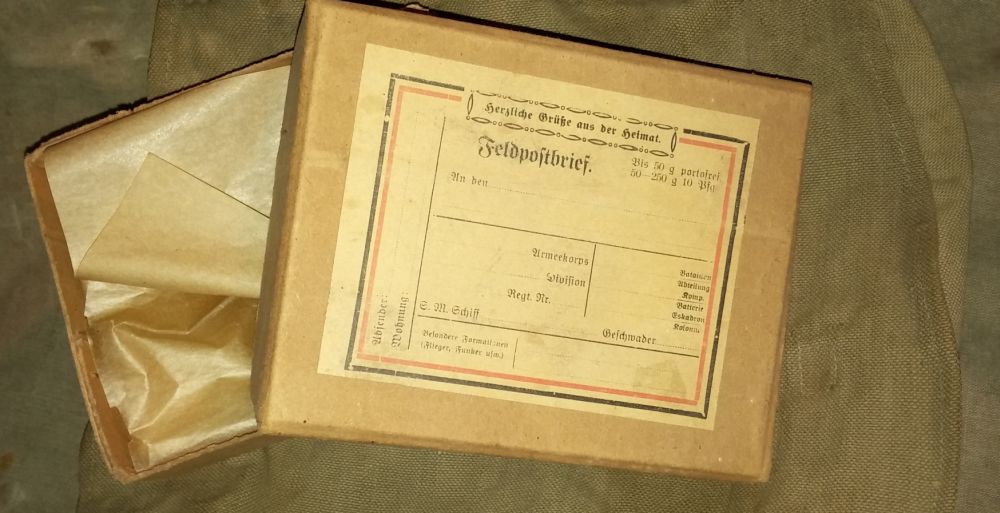 Herzliche Grüße aus der Heimat.
Feldpostbrief.
Bis 50 g portofrei
50-250 g 10 Pfg.
An den
Armeekorps
Division
Regt. Nr.
S. M. Schiff
Bataillon
Abteilung
Komp.
Batterie
Eskadron
Kolonne
Geschwader
Besondere Formationen
(Flieger, Funker usw.)
Absender:
Wohnung: